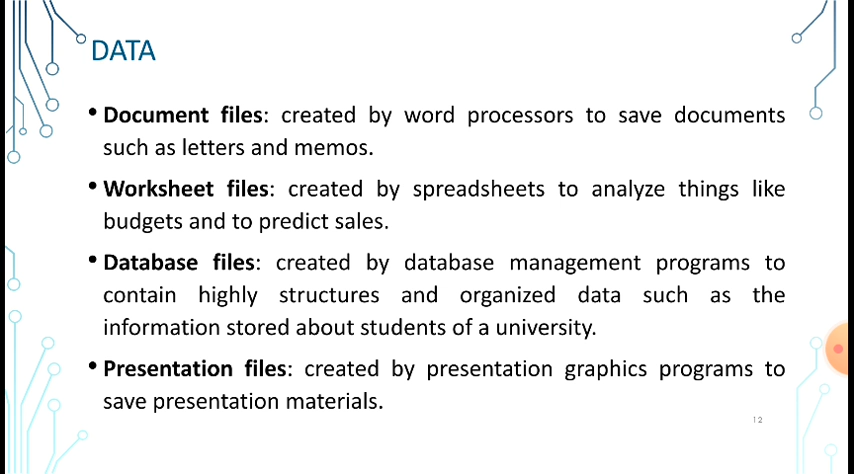 DATA
• Document files: created by word processors to save documents
such as letters and memos.
• Worksheet files: created by spreadsheets to analyze things like
budgets and to predict sales.
• Database files: created by database management programs to
contain highly structures and organized data such as the
information stored about students of a university.
• Presentation files: created by presentation graphics programs to
save presentation materials.
12